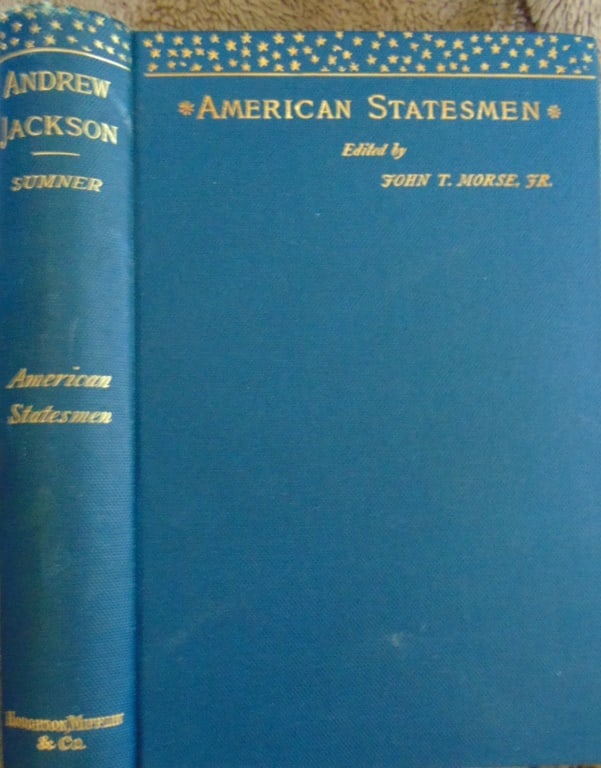 ANDREW
JACKSON
SUMNER
American
Statesmen
HOUGHTON, MIFFLIN
& Co.
AMERICAN STATESMEN
Edited by
JOHN T. MORSE, JR.